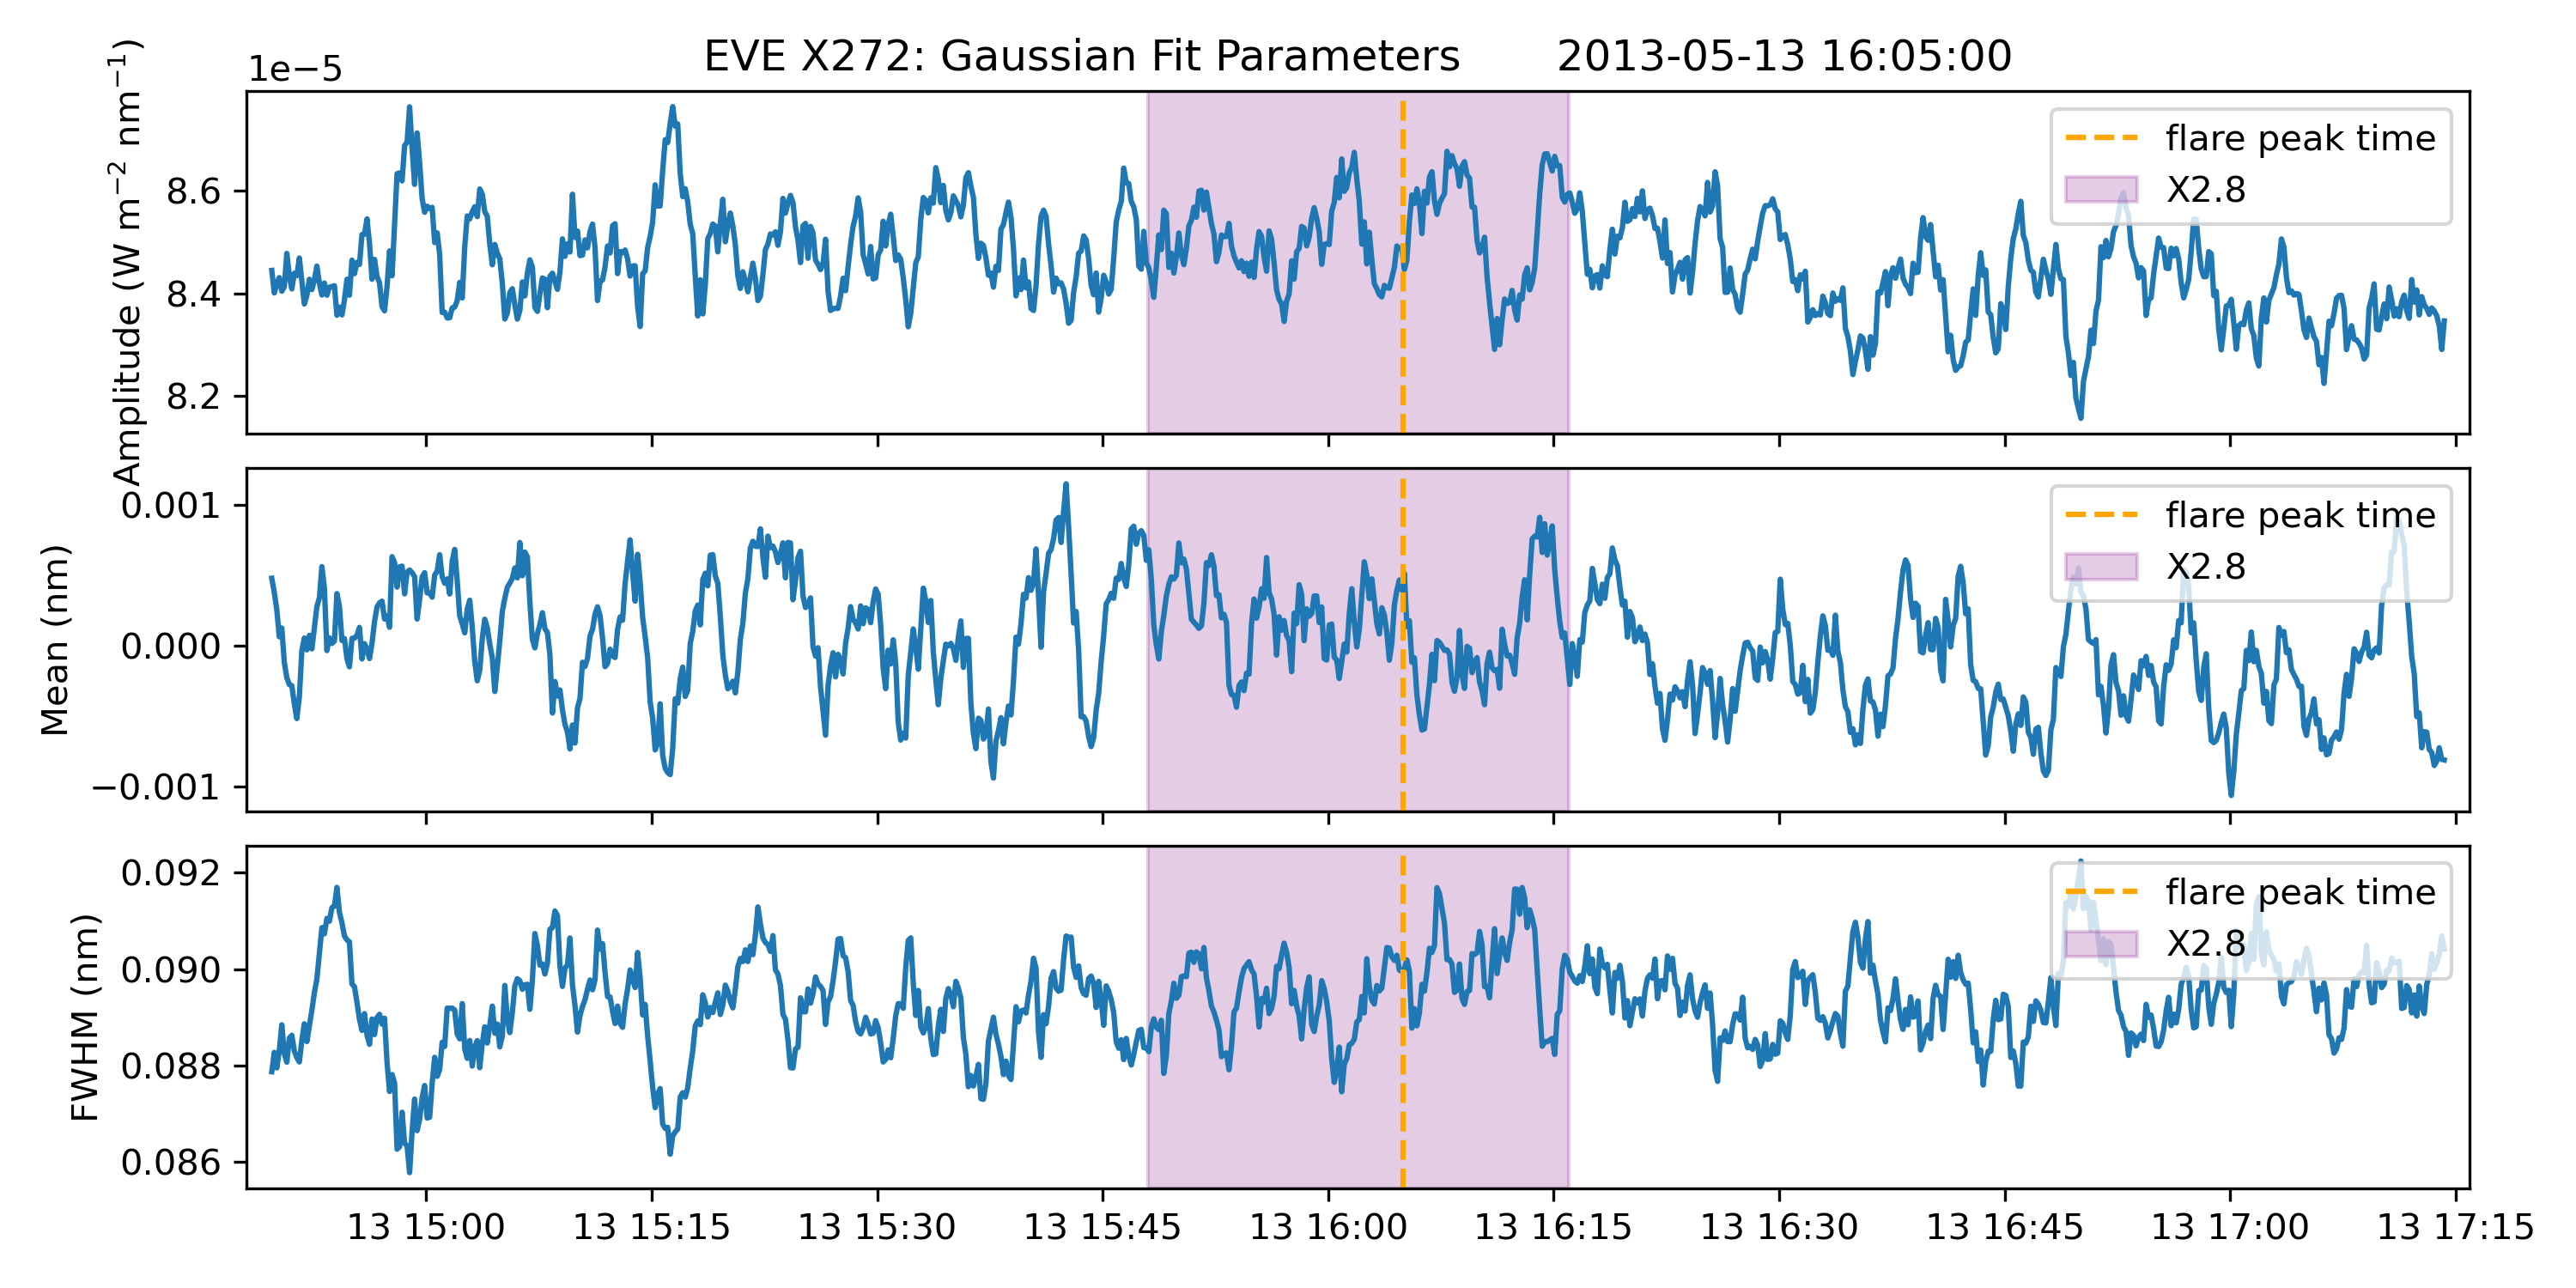 EVE X272: Gaussian Fit Parameters 2013-05-13 16:05:00
1e−5
Amplitude (W m⁻² nm⁻¹)
8.6
8.4
8.2
flare peak time
X2.8
Mean (nm)
0.001
0.000
−0.001
flare peak time
X2.8
FWHM (nm)
0.092
0.090
0.088
0.086
flare peak time
X2.8
13 15:00 13 15:15 13 15:30 13 15:45 13 16:00 13 16:15 13 16:30 13 16:45 13 17:00 13 17:15